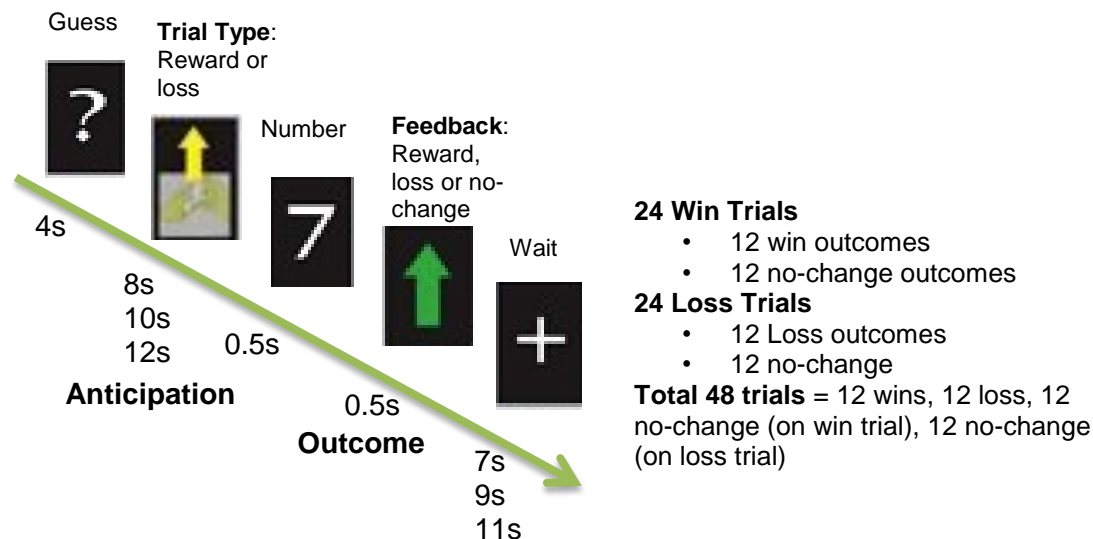 Guess
?
Trial Type:
Reward or
loss
Number
7
Feedback:
Reward,
loss or no-
change
Wait
+
4s
8s
10s
12s
Anticipation
0.5s
0.5s
Outcome
7s
9s
11s
24 Win Trials
• 12 win outcomes
• 12 no-change outcomes
24 Loss Trials
• 12 Loss outcomes
• 12 no-change
Total 48 trials = 12 wins, 12 loss, 12
no-change (on win trial), 12 no-change
(on loss trial)